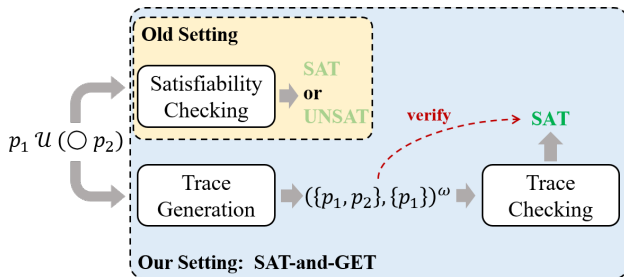 Old Setting
Satisfiability
Checking
SAT
or
UNSAT
verify
SAT
p₁ 𝒰 (◯ p₂)
Trace
Generation
({p₁, p₂}, {p₁})^ω
Trace
Checking
Our Setting: SAT-and-GET